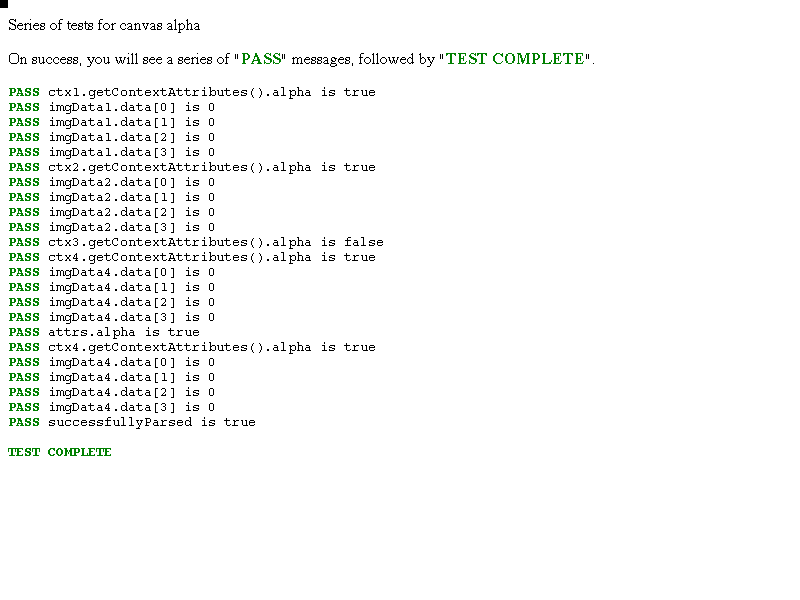 Series of tests for canvas alpha
On success, you will see a series of "PASS" messages, followed by "TEST COMPLETE".
PASS ctx1.getContextAttributes().alpha is true
PASS imgData1.data[0] is 0
PASS imgData1.data[1] is 0
PASS imgData1.data[2] is 0
PASS imgData1.data[3] is 0
PASS ctx2.getContextAttributes().alpha is true
PASS imgData2.data[0] is 0
PASS imgData2.data[1] is 0
PASS imgData2.data[2] is 0
PASS imgData2.data[3] is 0
PASS ctx3.getContextAttributes().alpha is false
PASS ctx4.getContextAttributes().alpha is true
PASS imgData4.data[0] is 0
PASS imgData4.data[1] is 0
PASS imgData4.data[2] is 0
PASS imgData4.data[3] is 0
PASS attrs.alpha is true
PASS ctx4.getContextAttributes().alpha is true
PASS imgData4.data[0] is 0
PASS imgData4.data[1] is 0
PASS imgData4.data[2] is 0
PASS imgData4.data[3] is 0
PASS successfullyParsed is true
TEST COMPLETE